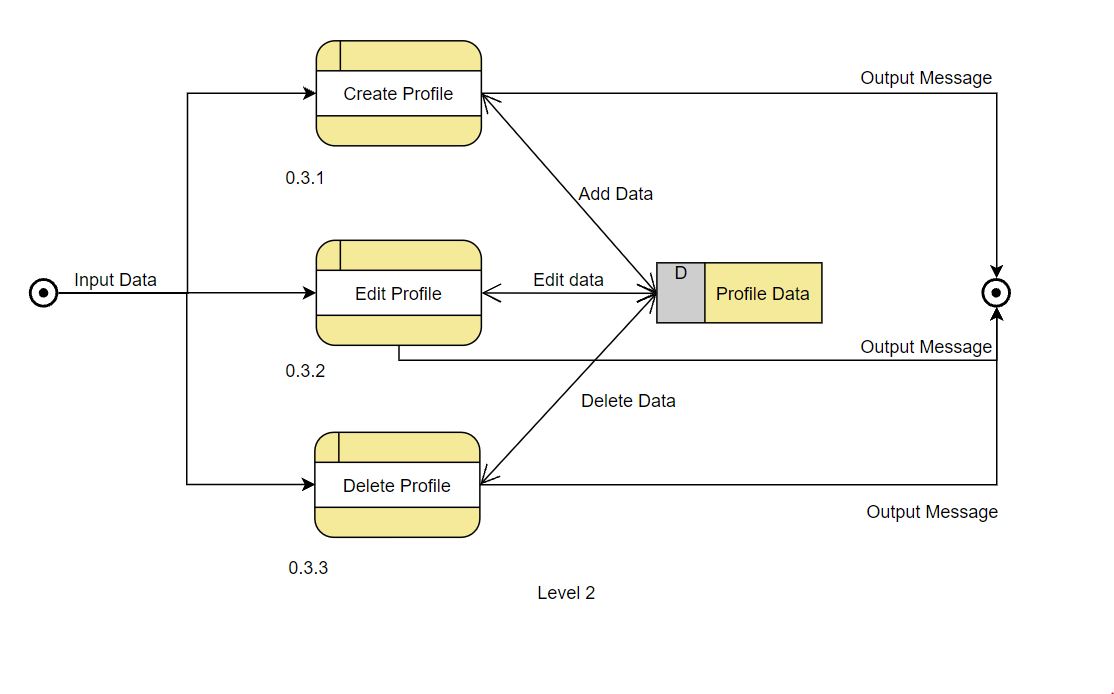 Output Message
Create Profile
0.3.1
Add Data
Input Data
Edit Profile
Edit data
D
Profile Data
Output Message
0.3.2
Delete Data
Delete Profile
Output Message
0.3.3
Level 2